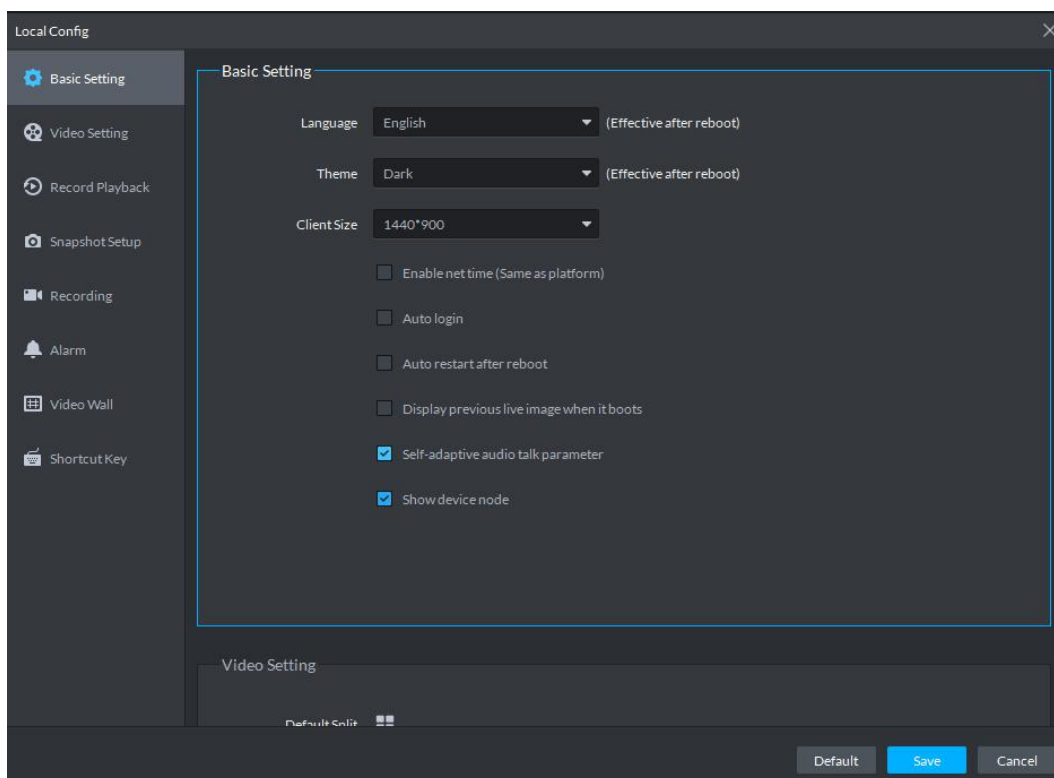 Local Config
Basic Setting
Video Setting
Record Playback
Snapshot Setup
Recording
Alarm
Video Wall
Shortcut Key
Basic Setting
Language English (Effective after reboot)
Theme Dark (Effective after reboot)
Client Size 1440*900
Enable net time (Same as platform)
Auto login
Auto restart after reboot
Display previous live image when it boots
Self-adaptive audio talk parameter
Show device node
Video Setting
Default Split
Default Save Cancel